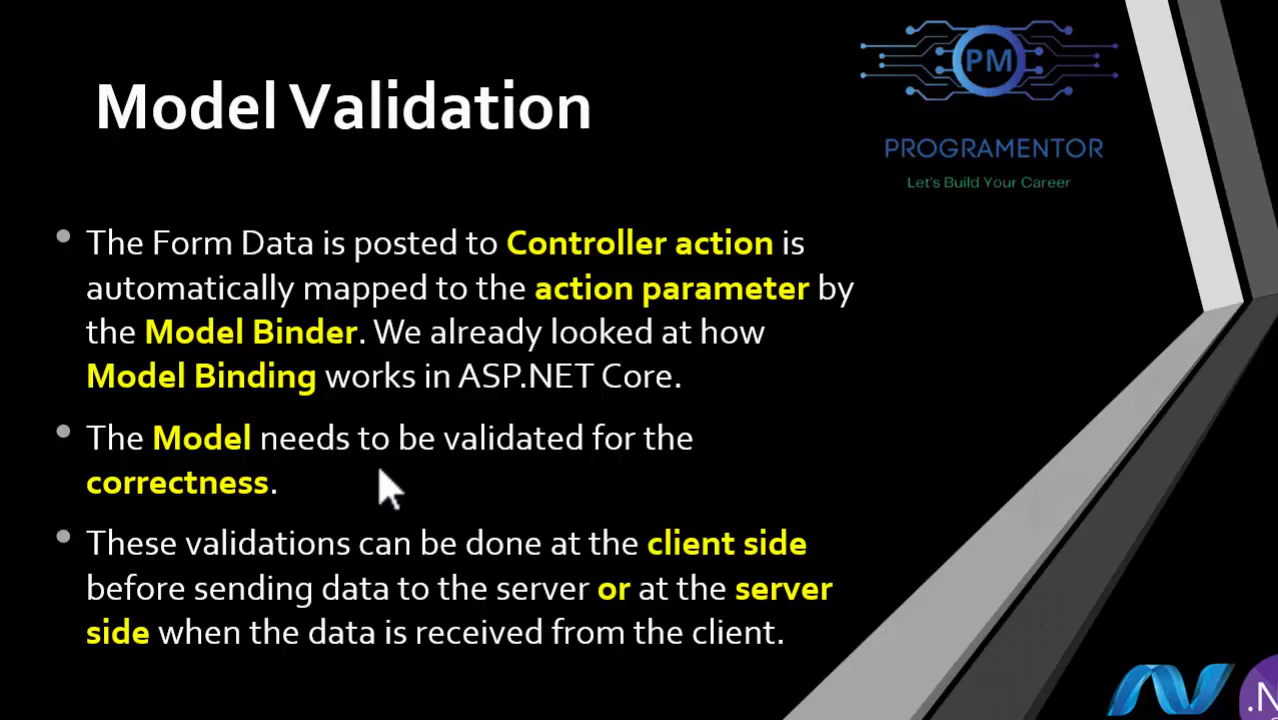 PM
PROGRAMENTOR
Let's Build Your Career
Model Validation
• The Form Data is posted to Controller action is
automatically mapped to the action parameter by
the Model Binder. We already looked at how
Model Binding works in ASP.NET Core.
• The Model needs to be validated for the
correctness.
• These validations can be done at the client side
before sending data to the server or at the server
side when the data is received from the client.
.N